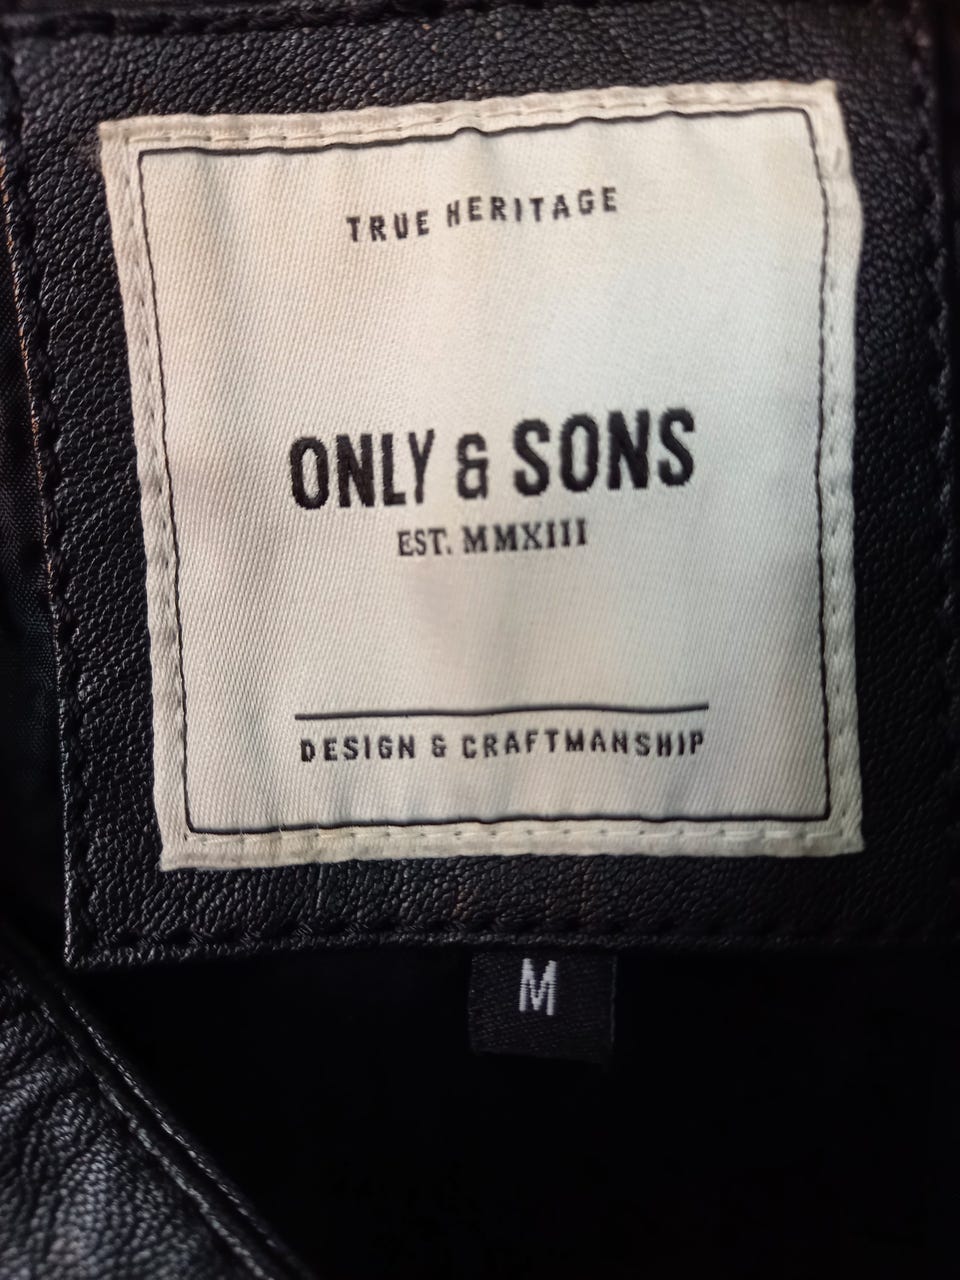 TRUE HERITAGE
ONLY & SONS
EST. MMXIII
DESIGN & CRAFTMANSHIP
M